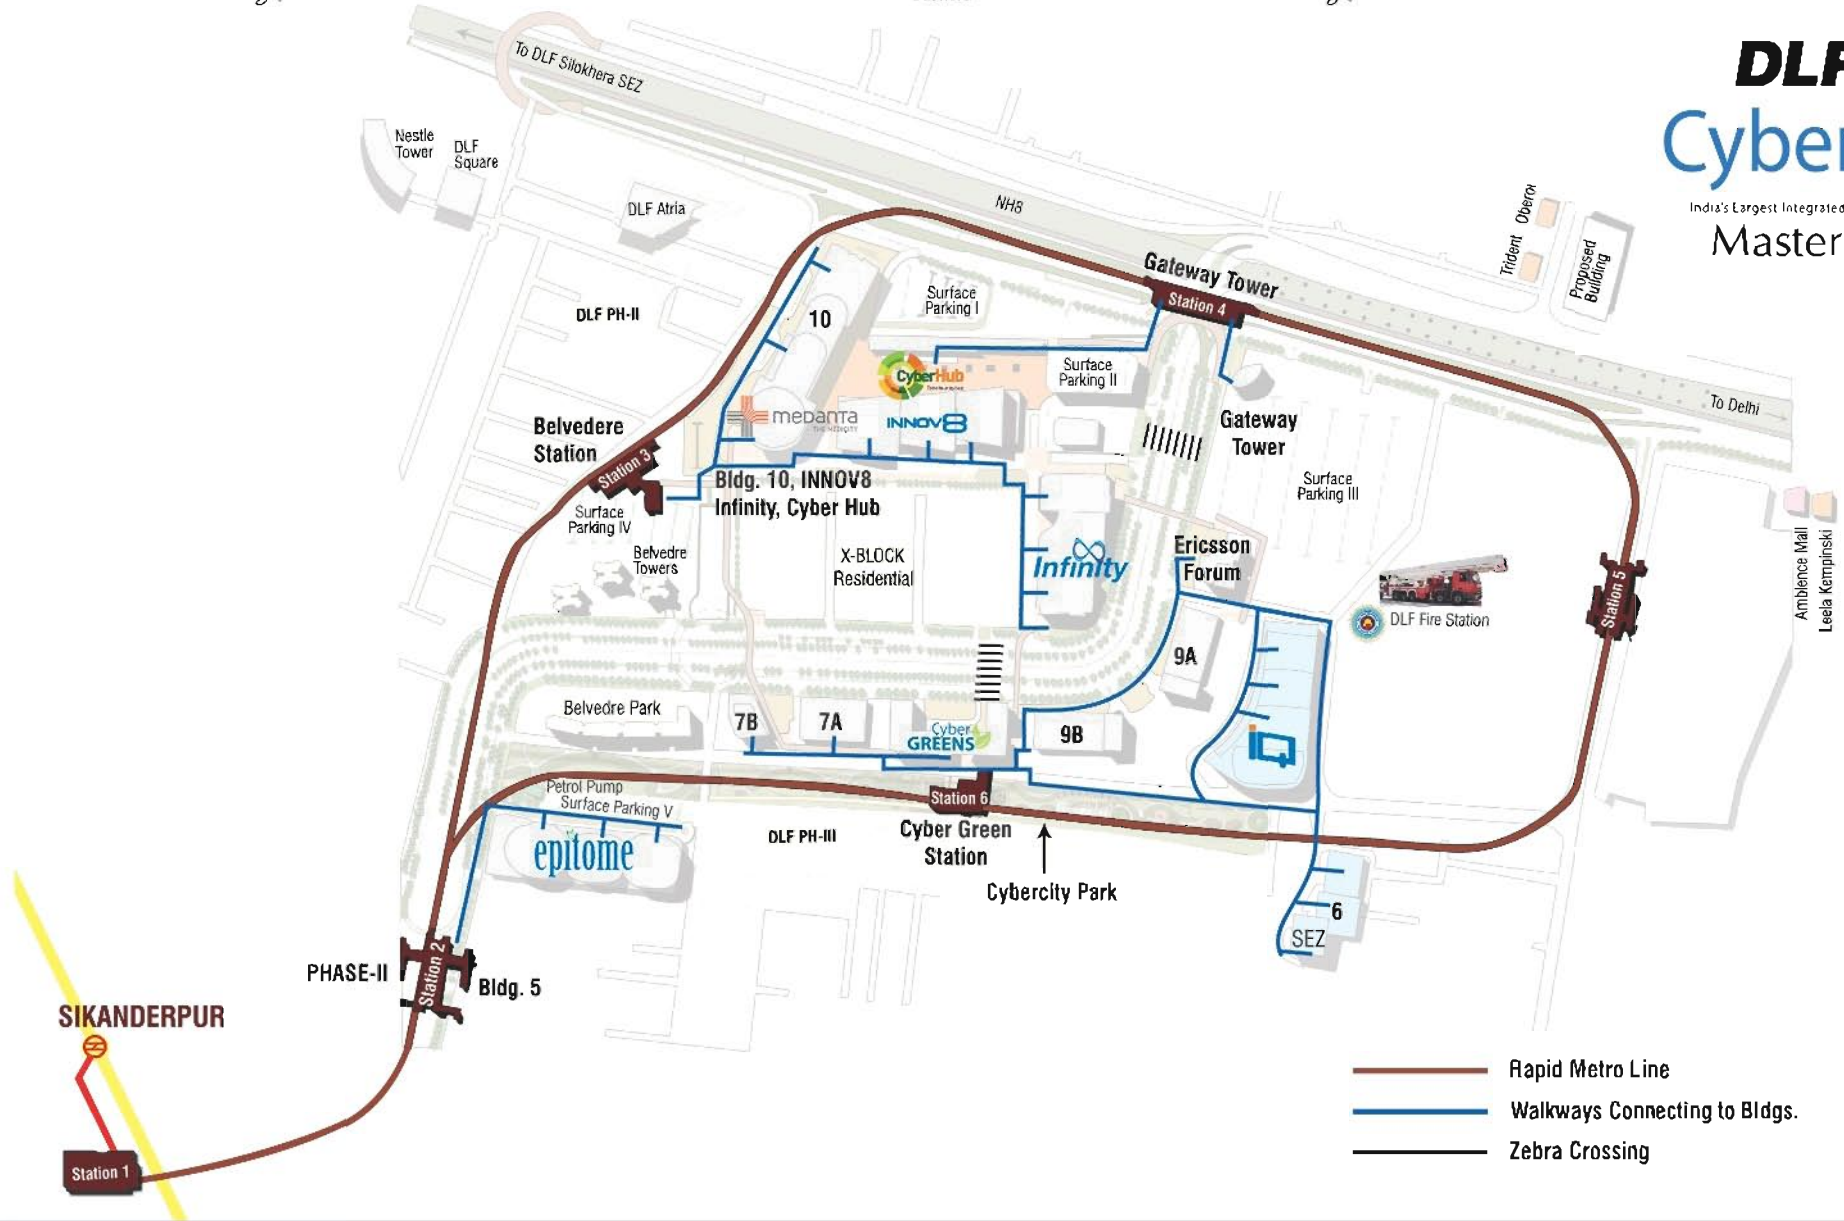 To DLF Silokhera SEZ
DLF
Cyber
India's Largest Integrated
Master
Nestle
Tower
DLF
Square
DLF Atria
NH8
Trident
Oberoi
Proposed
Building
Gateway Tower
Station 4
DLF PH-II
10
Surface
Parking I
CyberHub
Surface
Parking II
To Delhi
medanta
INNOV8
Gateway
Tower
Belvedere
Station
Station 3
Surface
Parking IV
Bldg. 10, INNOV8
Infinity, Cyber Hub
Surface
Parking III
Belvedre
Towers
X-BLOCK
Residential
Infinity
Ericsson
Forum
DLF Fire Station
Station 5
Ambience Mall
Leela Kempinski
9A
Belvedre Park
7B
7A
Cyber
GREENS
9B
iQ
Petrol Pump
Surface Parking V
Station 6
epitome
DLF PH-III
Cyber Green
Station
Cybercity Park
6
SEZ
PHASE-II
Station 2
Bldg. 5
SIKANDERPUR
Station 1
Rapid Metro Line
Walkways Connecting to Bldgs.
Zebra Crossing